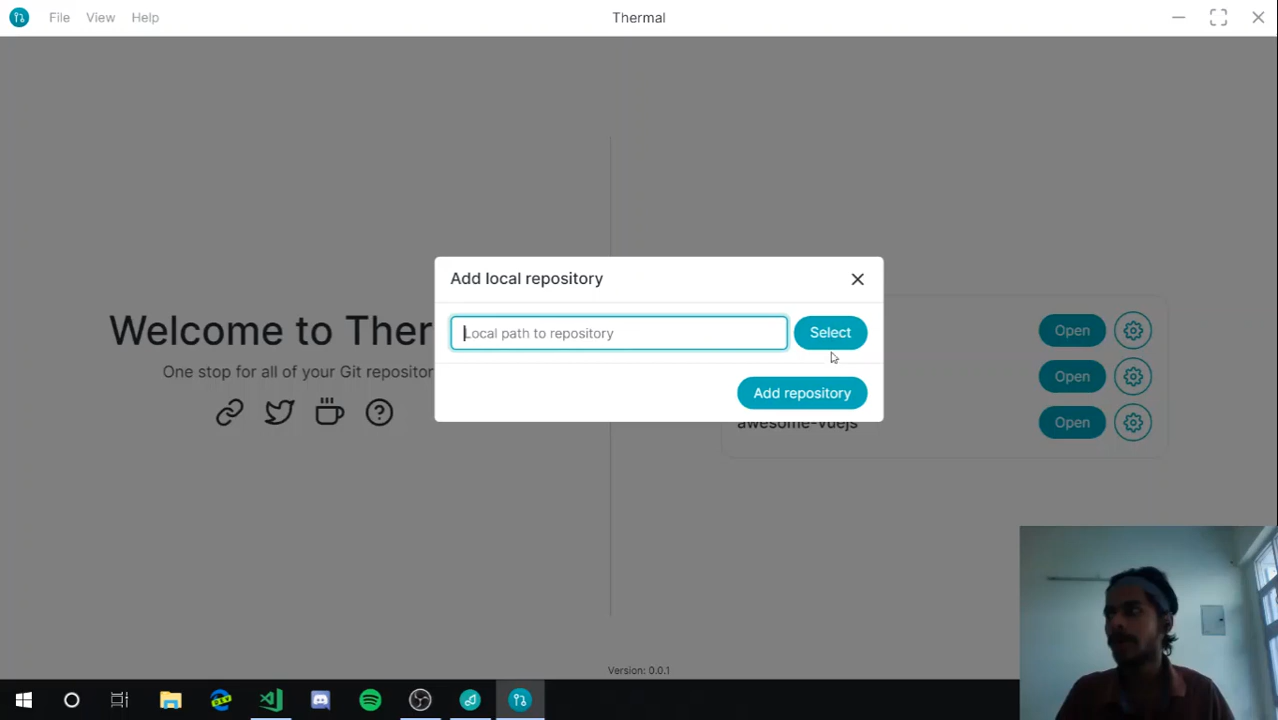 File View Help
Thermal
Add local repository
Local path to repository
Select
Add repository
Welcome to Ther
One stop for all of your Git repositor
Open
Open
awesome-vuejs
Open
Version: 0.0.1
DEV